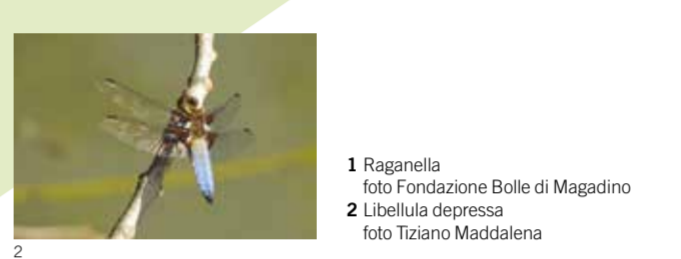 1 Raganella
foto Fondazione Bolle di Magadino
2 Libellula depressa
foto Tiziano Maddalena
2